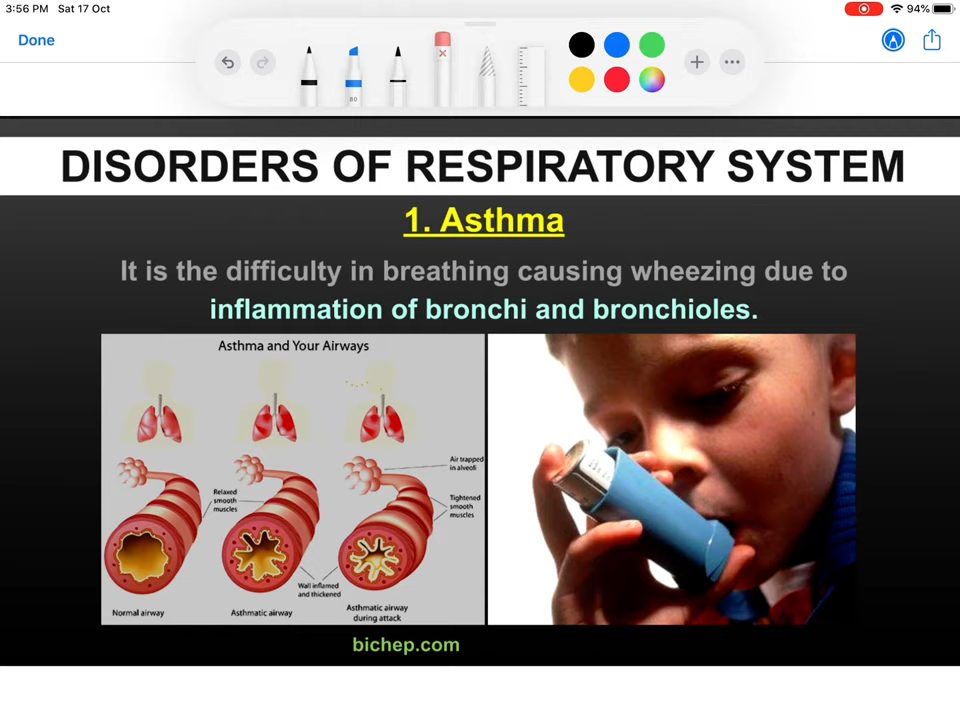 3:56 PM Sat 17 Oct
94%
Done
80
DISORDERS OF RESPIRATORY SYSTEM
1. Asthma
It is the difficulty in breathing causing wheezing due to
inflammation of bronchi and bronchioles.
Asthma and Your Airways
Air trapped
in alveoli
Relaxed
smooth
muscles
Tightened
smooth
muscles
Wall inflamed
and thickened
Normal airway
Asthmatic airway
Asthmatic airway
during attack
bichep.com